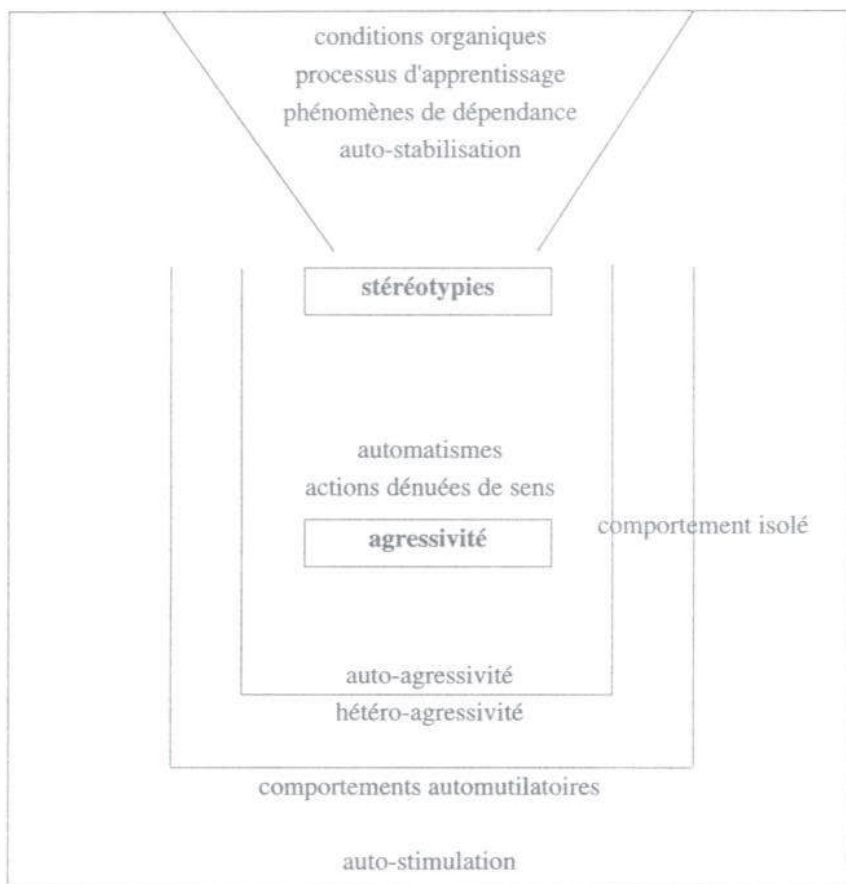 conditions organiques
processus d'apprentissage
phénomènes de dépendance
auto-stabilisation
stéréotypies
automatismes
actions dénuées de sens
agressivité
comportement isolé
auto-agressivité
hétéro-agressivité
comportements automutilatoires
auto-stimulation